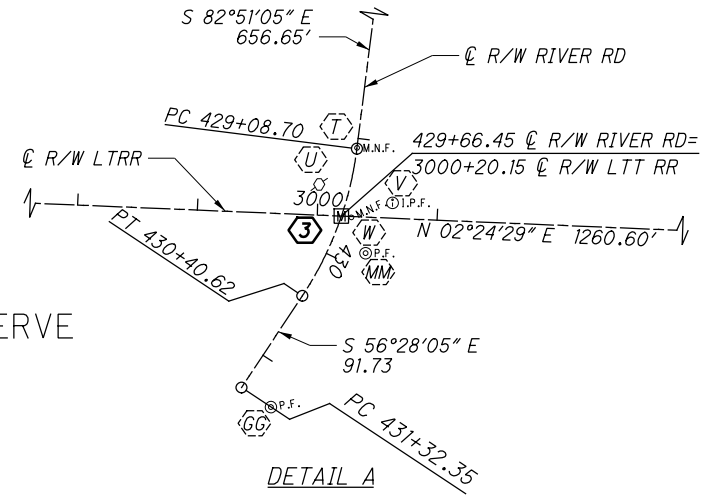 S 82°51'05" E
656.65'
℄ R/W RIVER RD
PC 429+08.70
T
M.N.F.
429+66.45 ℄ R/W RIVER RD=
3000+20.15 ℄ R/W LTT RR
U
℄ R/W LTRR
V
3000
I.P.F.
M
M.N.F.
3
W
N 02°24'29" E 1260.60'
PT 430+40.62
430
P.F.
MM
ERVE
S 56°28'05" E
91.73
P.F.
GG
PC 431+32.35
DETAIL A